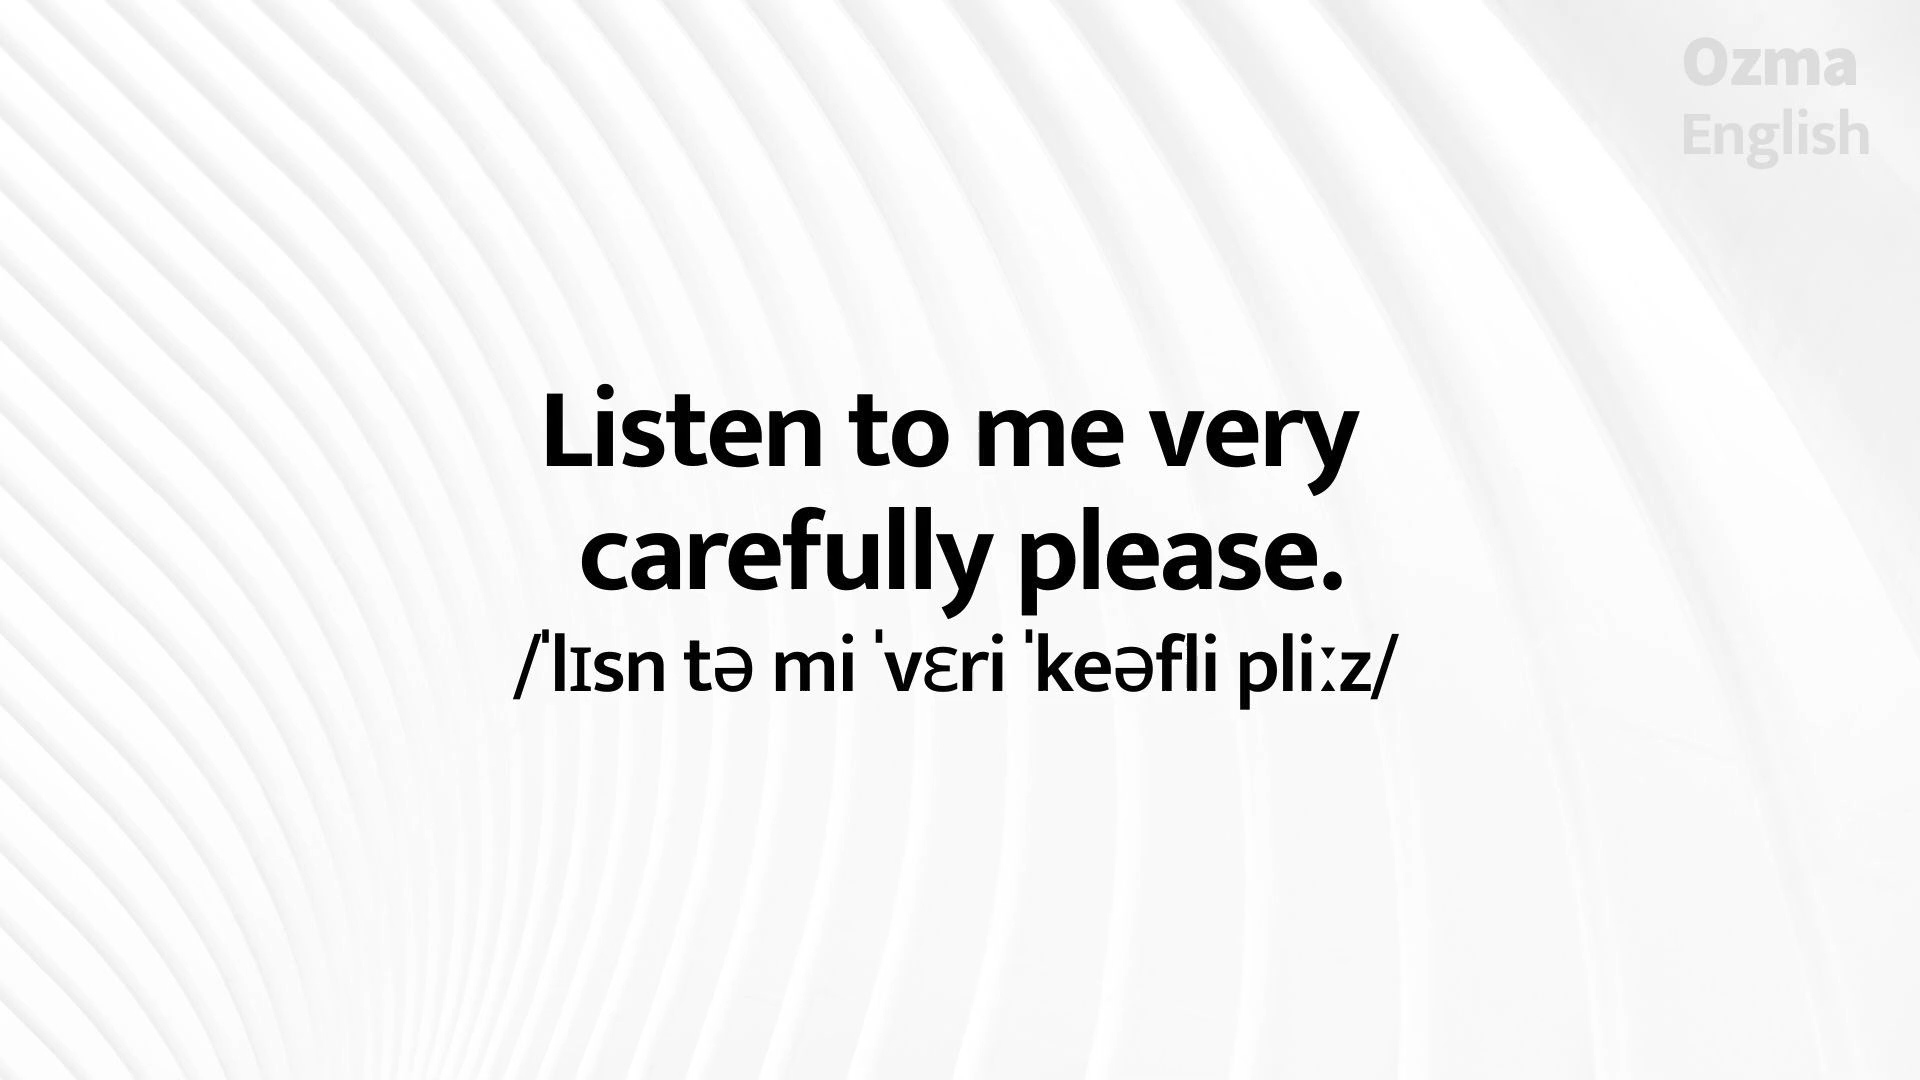 Ozma
English
Listen to me very
carefully please.
/ˈlɪsn tə mi ˈvɛri ˈkeəfli pliːz/